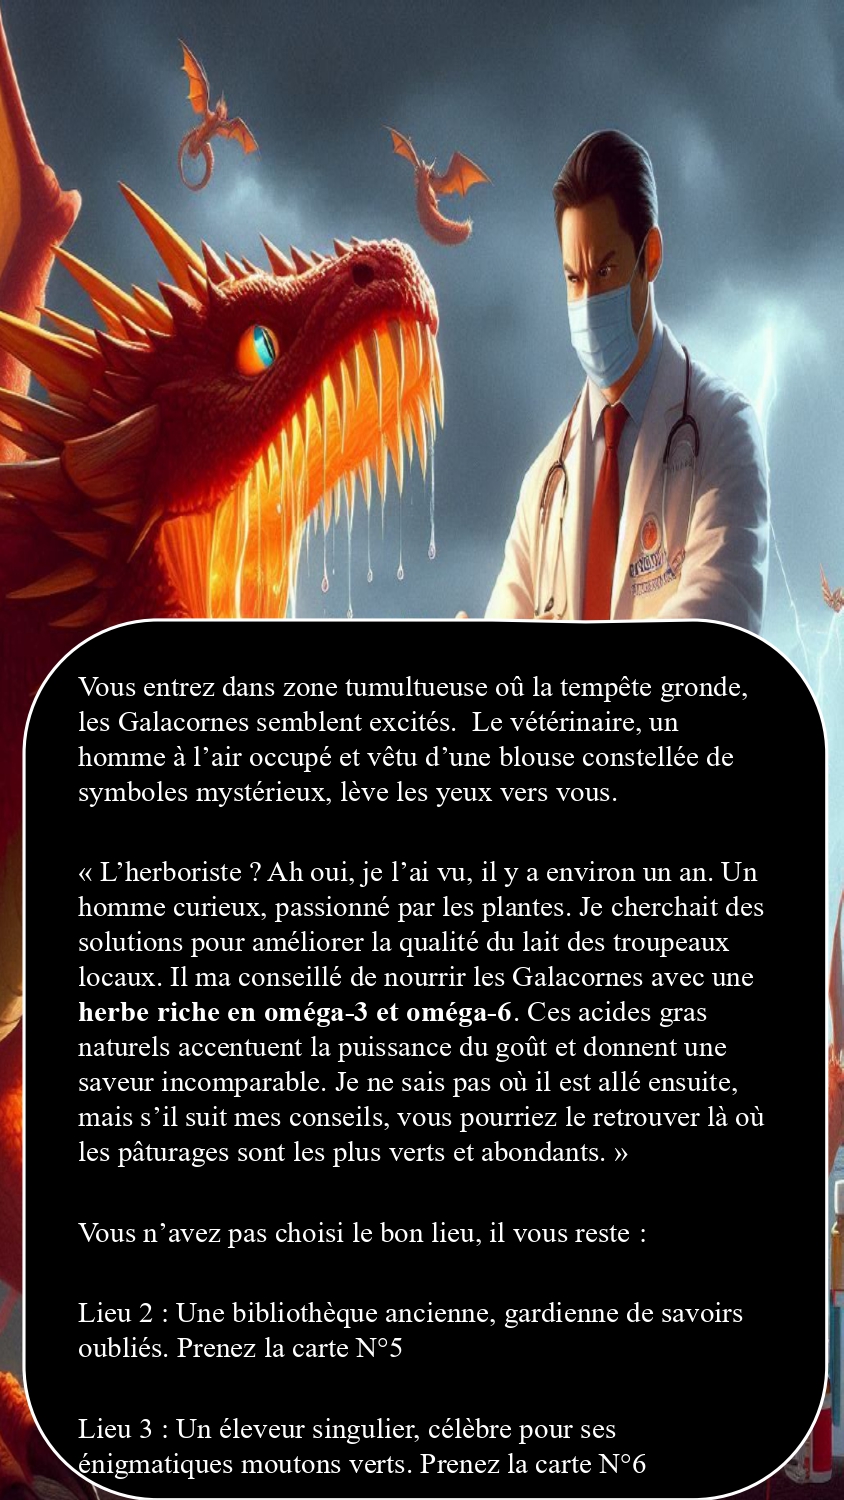 Vous entrez dans zone tumultueuse oû la tempête gronde,
les Galacornes semblent excités.  Le vétérinaire, un
homme à l’air occupé et vêtu d’une blouse constellée de
symboles mystérieux, lève les yeux vers vous.
« L’herboriste ? Ah oui, je l’ai vu, il y a environ un an. Un
homme curieux, passionné par les plantes. Je cherchait des
solutions pour améliorer la qualité du lait des troupeaux
locaux. Il ma conseillé de nourrir les Galacornes avec une
herbe riche en oméga-3 et oméga-6. Ces acides gras
naturels accentuent la puissance du goût et donnent une
saveur incomparable. Je ne sais pas où il est allé ensuite,
mais s’il suit mes conseils, vous pourriez le retrouver là où
les pâturages sont les plus verts et abondants. »
Vous n’avez pas choisi le bon lieu, il vous reste :
Lieu 2 : Une bibliothèque ancienne, gardienne de savoirs
oubliés. Prenez la carte N°5
Lieu 3 : Un éleveur singulier, célèbre pour ses
énigmatiques moutons verts. Prenez la carte N°6